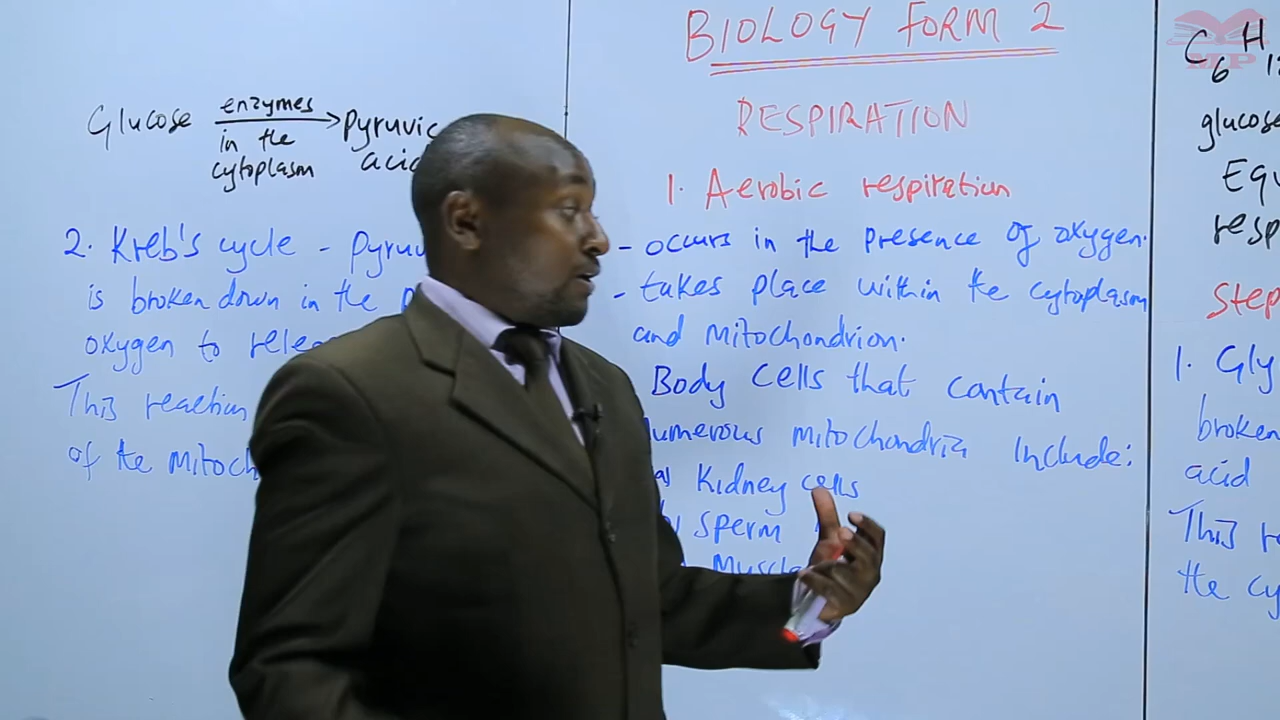 Glucose enzymes Pyruvic
in the
cytoplasm acid
2. Kreb's cycle - Pyruv
is broken down in the
oxygen to relea
This reaction
of the Mitoch
BIOLOGY FORM 2
RESPIRATION
1. Aerobic respiration
- occurs in the presence of oxygen.
- takes place within the cytoplasm
and mitochondrion.
Body cells that contain
numerous mitochondria include:
a) Kidney cells
b) sperm
Muscle
C6H12
glucose
Equ
resp
Step
1. Gly
broken
acid
This re
the cy
MP